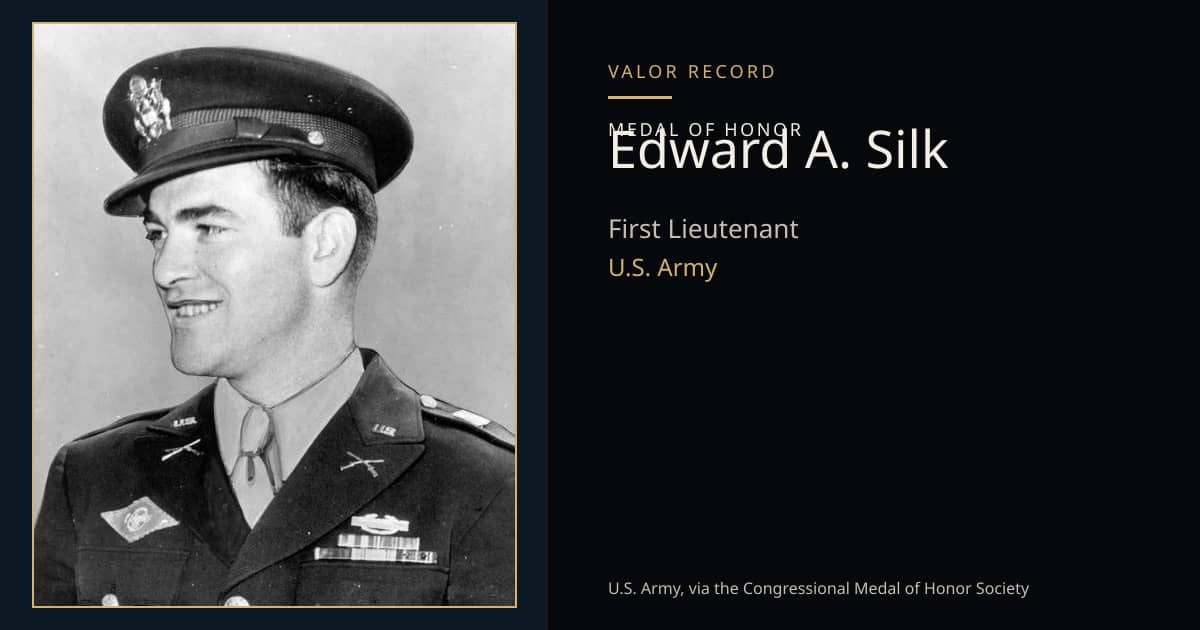 VALOR RECORD
MEDAL OF HONOR
Edward A. Silk
First Lieutenant
U.S. Army
U.S. Army, via the Congressional Medal of Honor Society
U.S.
U.S.